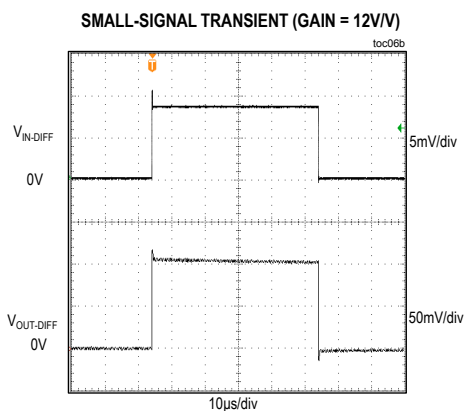 SMALL-SIGNAL TRANSIENT (GAIN = 12V/V)
toc06b
T
V_IN-DIFF
5mV/div
0V
V_OUT-DIFF
50mV/div
0V
10μs/div